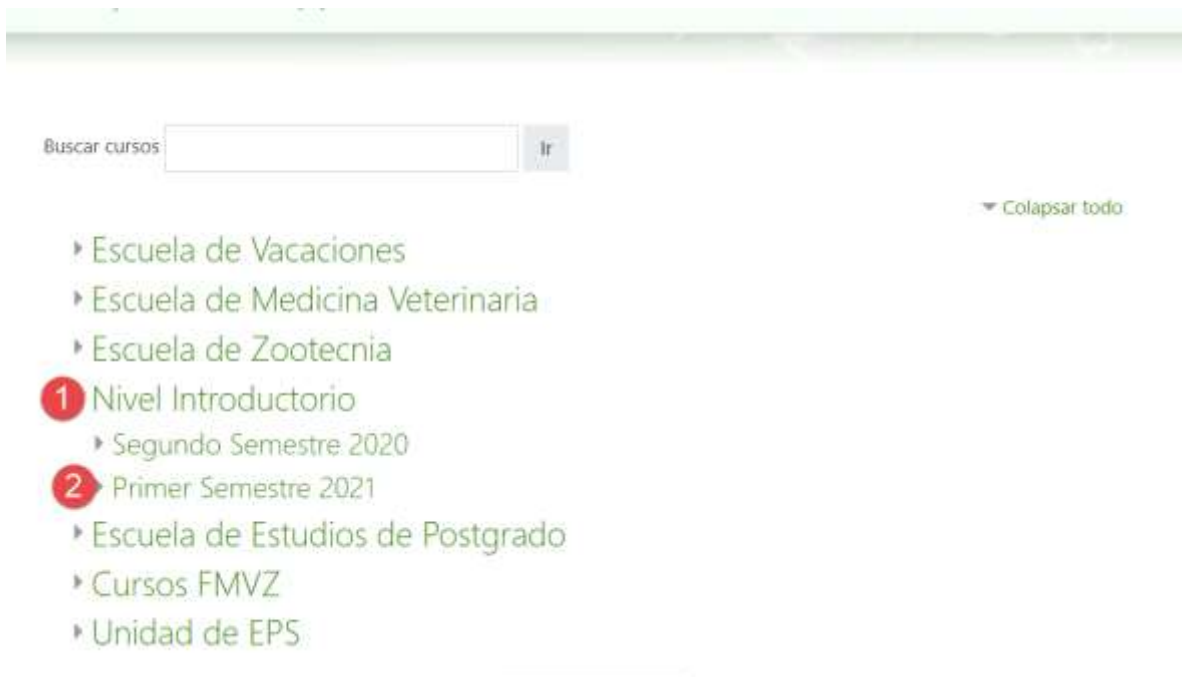 Buscar cursos Ir
Colapsar todo
Escuela de Vacaciones
Escuela de Medicina Veterinaria
Escuela de Zootecnia
1 Nivel Introductorio
Segundo Semestre 2020
2 Primer Semestre 2021
Escuela de Estudios de Postgrado
Cursos FMVZ
Unidad de EPS